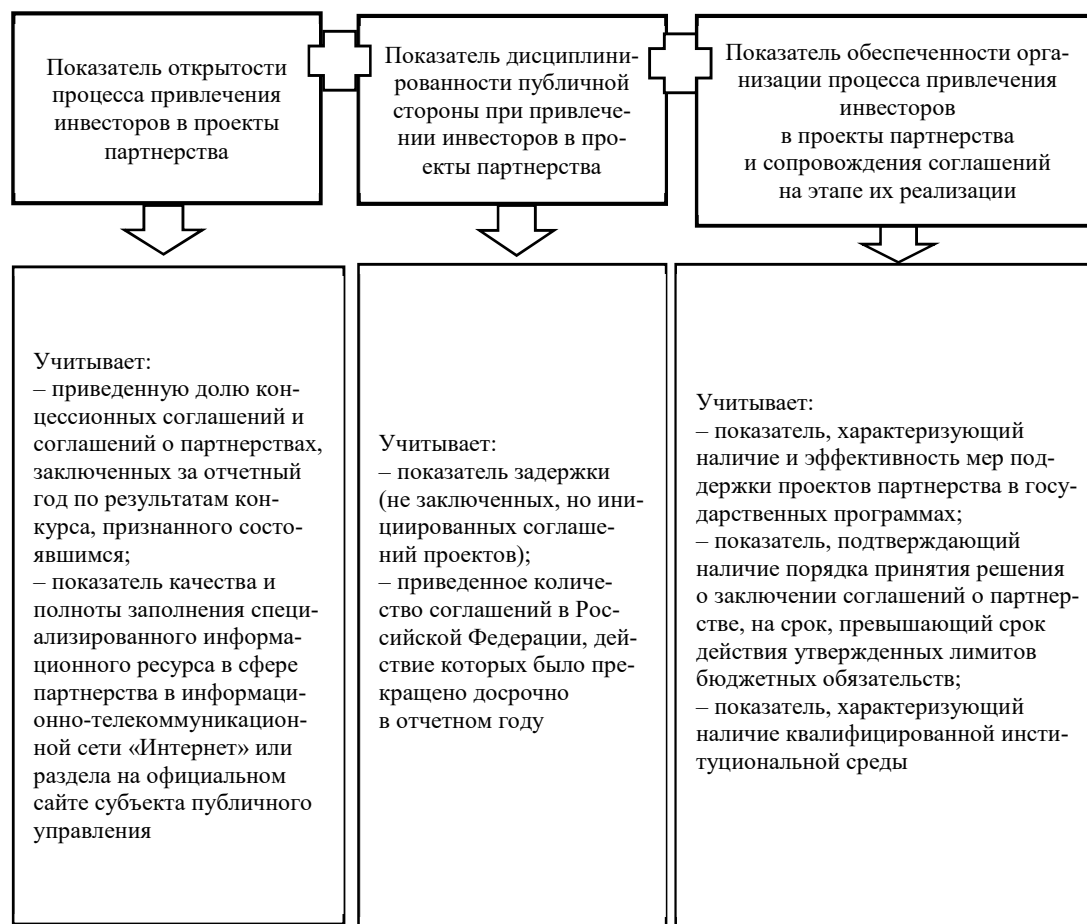 Показатель открытости
процесса привлечения
инвесторов в проекты
партнерства
Показатель дисциплини-
рованности публичной
стороны при привлече-
нии инвесторов в про-
екты партнерства
Показатель обеспеченности орга-
низации процесса привлечения
инвесторов
в проекты партнерства
и сопровождения соглашений
на этапе их реализации
Учитывает:
– приведенную долю кон-
цессионных соглашений и
соглашений о партнерствах,
заключенных за отчетный
год по результатам кон-
курса, признанного состо-
явшимся;
– показатель качества и
полноты заполнения специ-
ализированного информа-
ционного ресурса в сфере
партнерства в информаци-
онно-телекоммуникацион-
ной сети «Интернет» или
раздела на официальном
сайте субъекта публичного
управления
Учитывает:
– показатель задержки
(не заключенных, но ини-
циированных соглаше-
ний проектов);
– приведенное количе-
ство соглашений в Рос-
сийской Федерации, дей-
ствие которых было пре-
кращено досрочно
в отчетном году
Учитывает:
– показатель, характеризующий
наличие и эффективность мер под-
держки проектов партнерства в госу-
дарственных программах;
– показатель, подтверждающий
наличие порядка принятия решения
о заключении соглашений о партнер-
стве, на срок, превышающий срок
действия утвержденных лимитов
бюджетных обязательств;
– показатель, характеризующий
наличие квалифицированной инсти-
туциональной среды